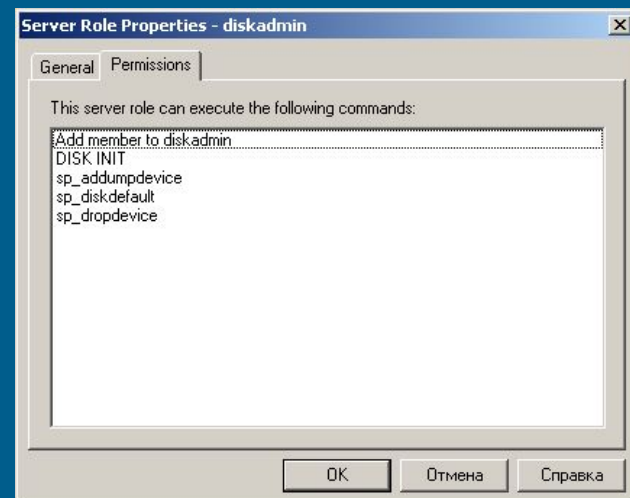 Server Role Properties - diskadmin
General Permissions
This server role can execute the following commands:
Add member to diskadmin
DISK INIT
sp_addumpdevice
sp_diskdefault
sp_dropdevice
OK Отмена Справка